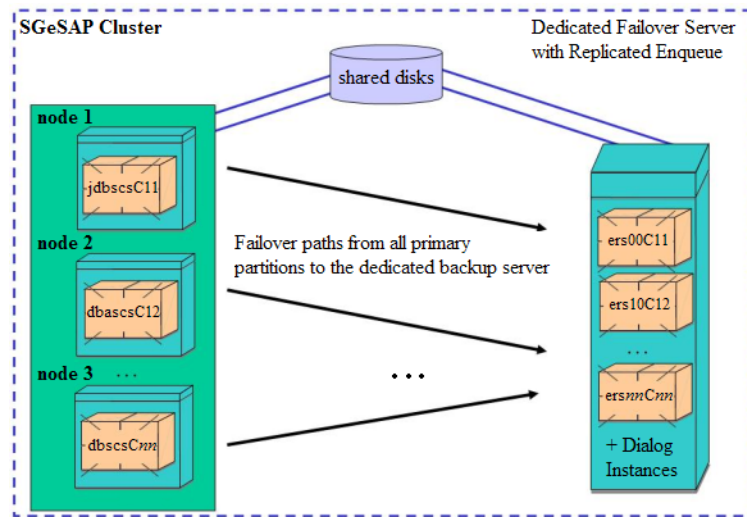 SGeSAP Cluster
Dedicated Failover Server
with Replicated Enqueue
shared disks
node 1
jdbscsC11
node 2
dbascsC12
node 3
...
dbscsCnn
Failover paths from all primary
partitions to the dedicated backup server
...
ers00C11
ers10C12
...
ersnnCnn
+ Dialog
Instances